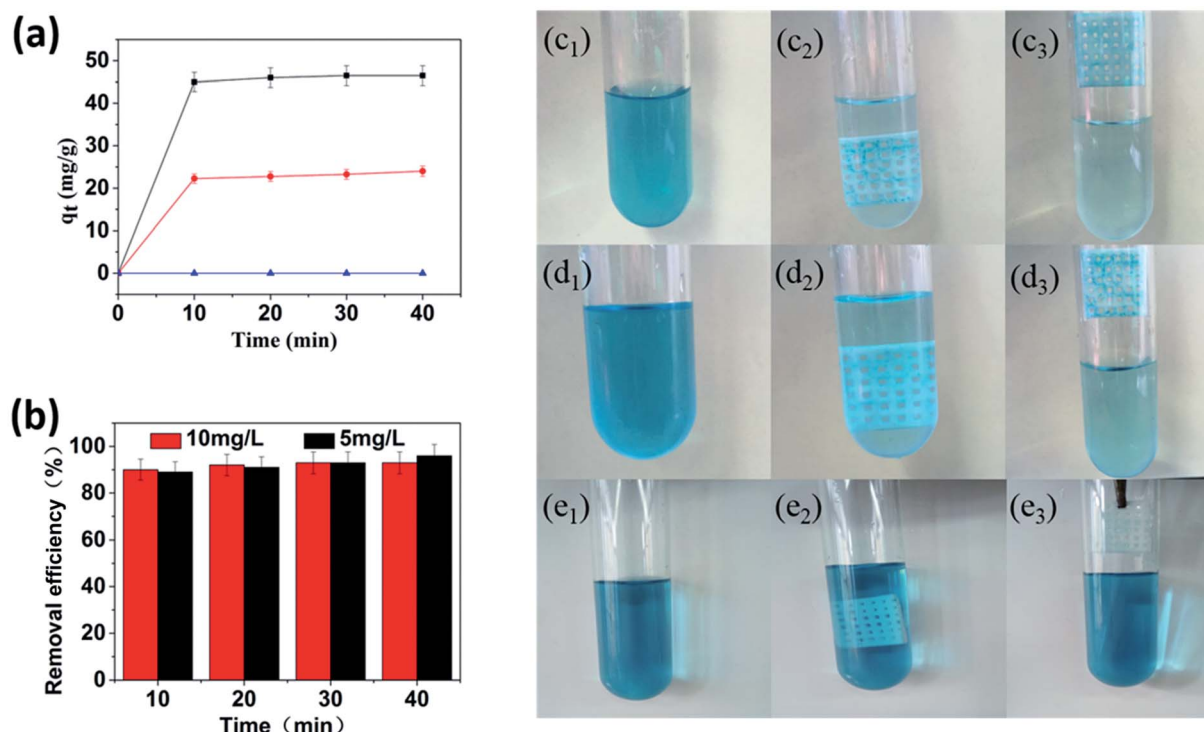 (a)
50
40
30
20
10
0
qt (mg/g)
0 10 20 30 40
Time (min)
(b)
10mg/L 5mg/L
100
80
60
40
20
0
Removal efficiency（%）
10 20 30 40
Time（min）
(c1) (c2) (c3)
(d1) (d2) (d3)
(e1) (e2) (e3)